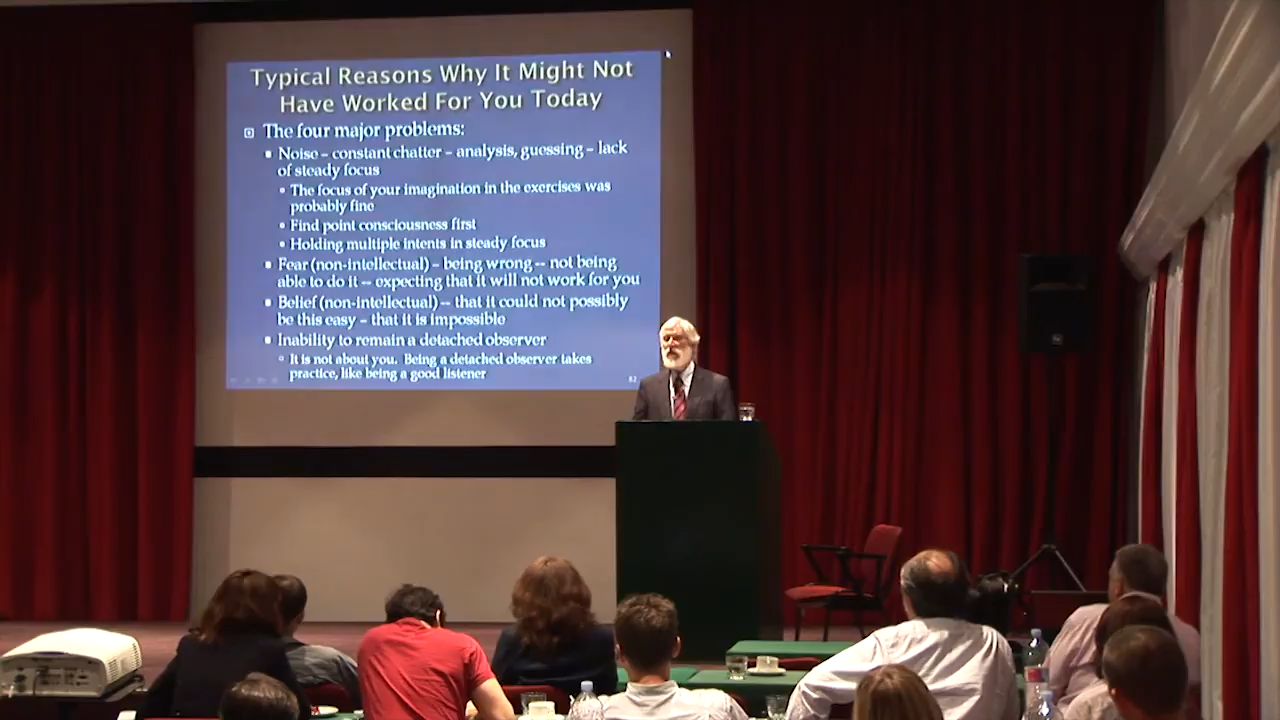 Typical Reasons Why It Might Not
Have Worked For You Today
The four major problems:
Noise – constant chatter – analysis, guessing – lack
of steady focus
The focus of your imagination in the exercises was
probably fine
Find point consciousness first
Holding multiple intents in steady focus
Fear (non-intellectual) – being wrong -- not being
able to do it -- expecting that it will not work for you
Belief (non-intellectual) -- that it could not possibly
be this easy – that it is impossible
Inability to remain a detached observer
It is not about you. Being a detached observer takes
practice, like being a good listener